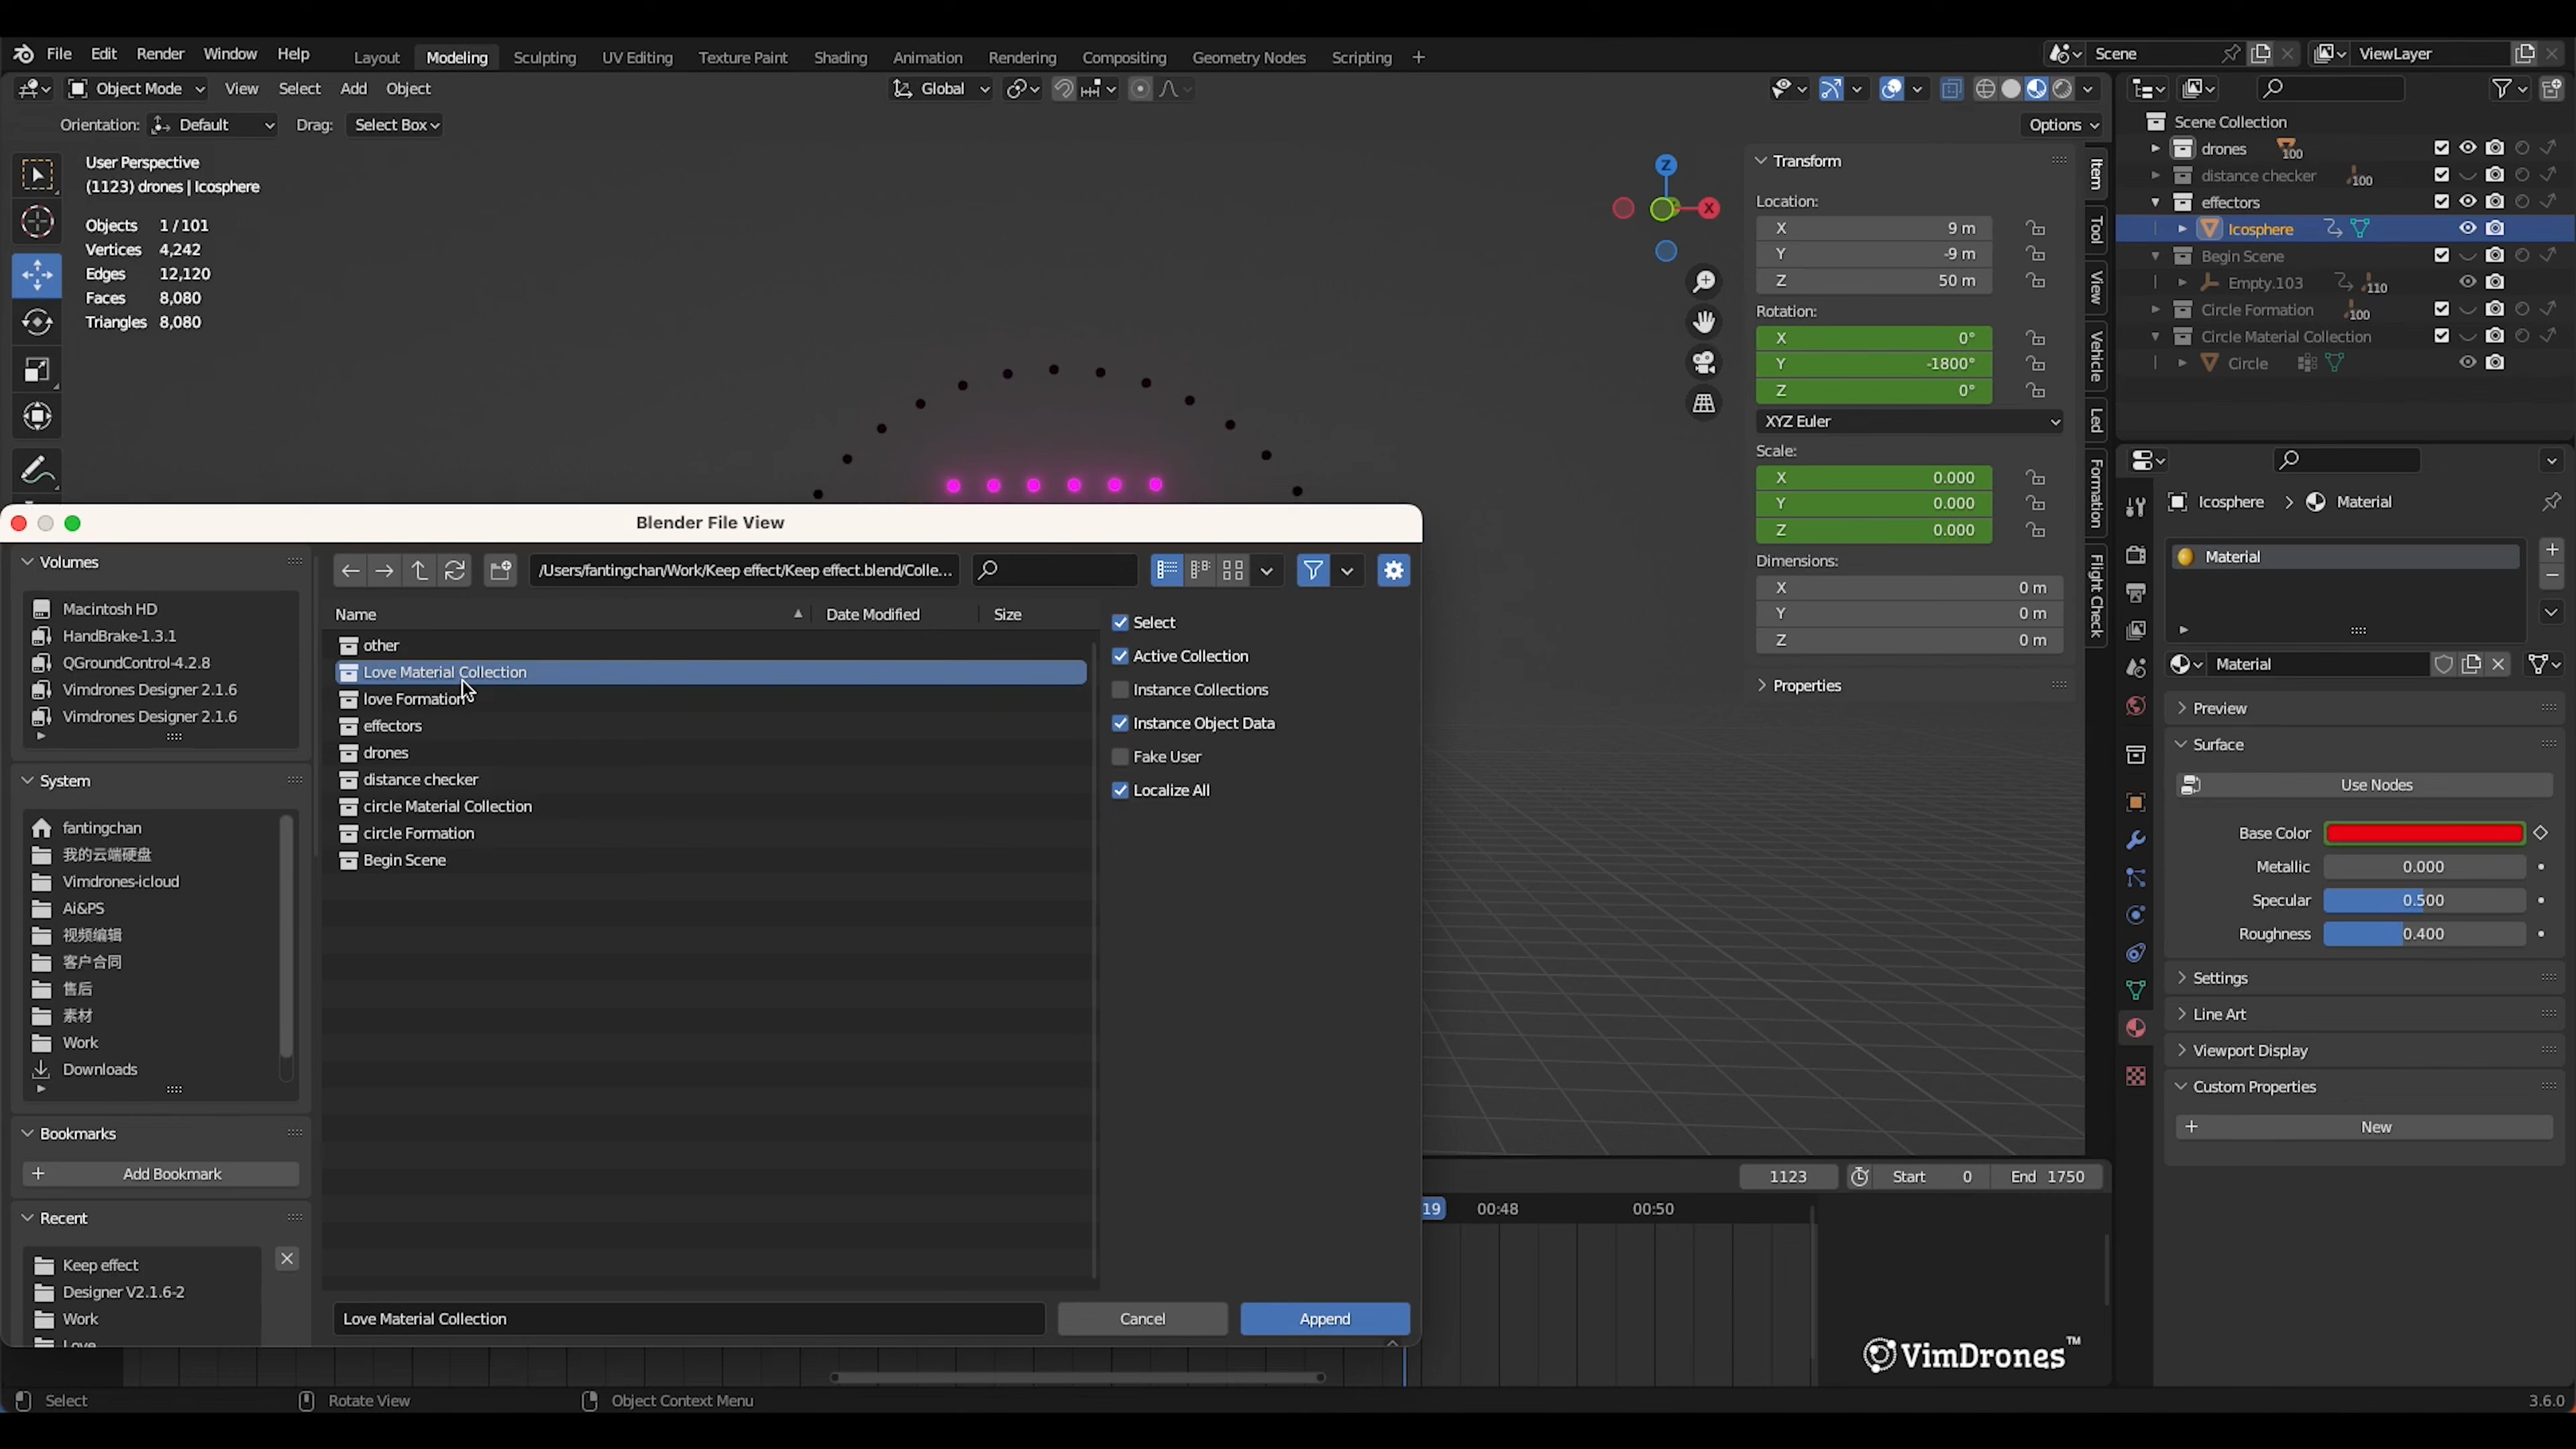 File Edit Render Window Help Layout Modeling Sculpting UV Editing Texture Paint Shading Animation Rendering Compositing Geometry Nodes Scripting + Scene ViewLayer
Object Mode View Select Add Object Global
Orientation: Default Drag: Select Box Options
User Perspective
(1123) drones | Icosphere
Objects 1 / 101
Vertices 4,242
Edges 12,120
Faces 8,080
Triangles 8,080
Z
X
Transform
Location:
X 9 m
Y -9 m
Z 50 m
Rotation:
X 0°
Y -1800°
Z 0°
XYZ Euler
Scale:
X 0.000
Y 0.000
Z 0.000
Dimensions:
X 0 m
Y 0 m
Z 0 m
Properties
Item
Tool
View
Vehicle
Led
Formation
Flight Check
Scene Collection
drones 100
distance checker 100
effectors
Icosphere
Begin Scene
Empty.103 110
Circle Formation 100
Circle Material Collection
Circle
Icosphere > Material
Material
Material
Preview
Surface
Use Nodes
Base Color
Metallic 0.000
Specular 0.500
Roughness 0.400
Settings
Line Art
Viewport Display
Custom Properties
New
Blender File View
Volumes
Macintosh HD
HandBrake-1.3.1
QGroundControl-4.2.8
Vimdrones Designer 2.1.6
Vimdrones Designer 2.1.6
System
fantingchan
我的云端硬盘
Vimdrones-icloud
Ai&PS
视频编辑
客户合同
售后
素材
Work
Downloads
Bookmarks
Add Bookmark
Recent
Keep effect
Designer V2.1.6-2
Work
Love
/Users/fantingchan/Work/Keep effect/Keep effect.blend/Colle...
Name Date Modified Size
other
Love Material Collection
love Formation
effectors
drones
distance checker
circle Material Collection
circle Formation
Begin Scene
Select
Active Collection
Instance Collections
Instance Object Data
Fake User
Localize All
Love Material Collection Cancel Append
1123 Start 0 End 1750
19 00:48 00:50
VimDrones™
Select Rotate View Object Context Menu 3.6.0